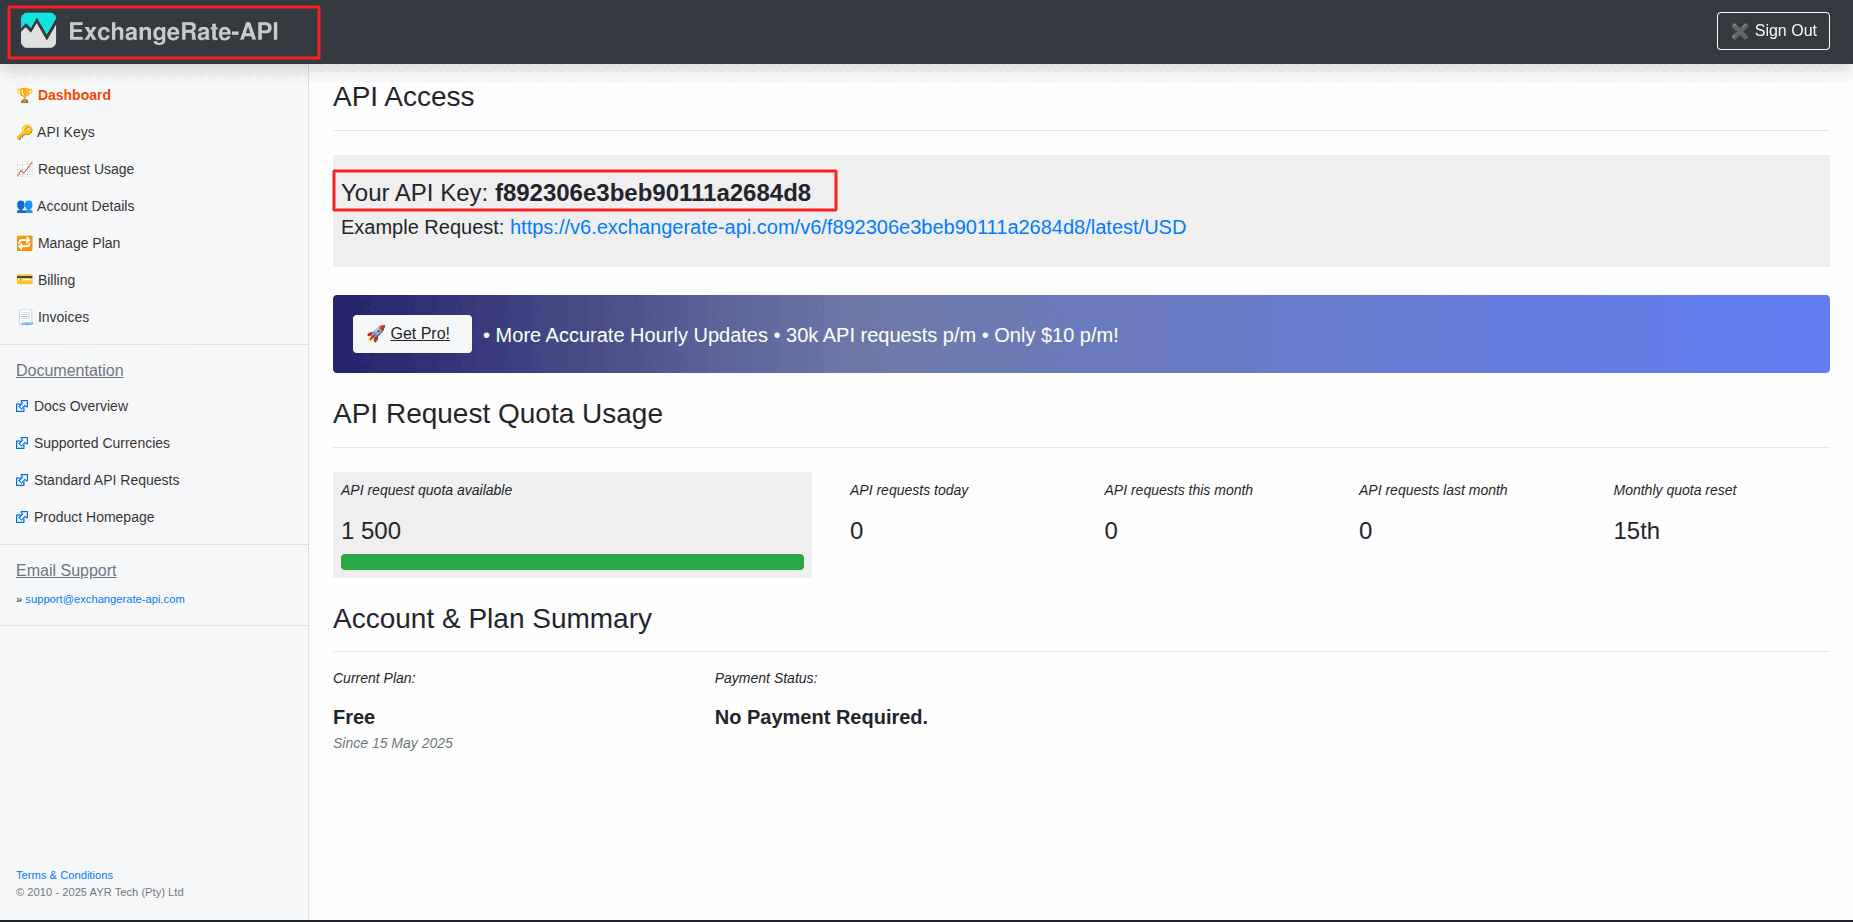 ExchangeRate-API
Sign Out
Dashboard
API Keys
Request Usage
Account Details
Manage Plan
Billing
Invoices
Documentation
Docs Overview
Supported Currencies
Standard API Requests
Product Homepage
Email Support
» support@exchangerate-api.com
Terms & Conditions
© 2010 - 2025 AYR Tech (Pty) Ltd
API Access
Your API Key: f892306e3beb90111a2684d8
Example Request: https://v6.exchangerate-api.com/v6/f892306e3beb90111a2684d8/latest/USD
Get Pro! • More Accurate Hourly Updates • 30k API requests p/m • Only $10 p/m!
API Request Quota Usage
API request quota available
1 500
API requests today
0
API requests this month
0
API requests last month
0
Monthly quota reset
15th
Account & Plan Summary
Current Plan:
Free
Since 15 May 2025
Payment Status:
No Payment Required.